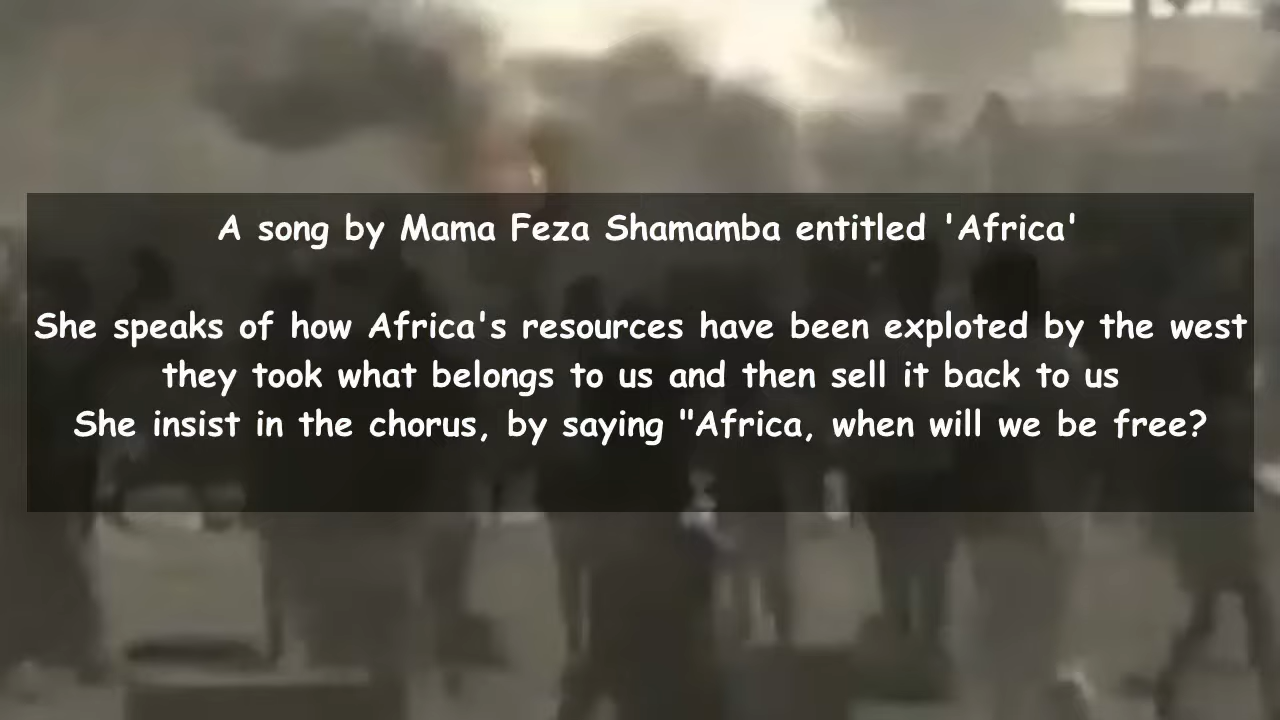 A song by Mama Feza Shamamba entitled 'Africa'
She speaks of how Africa's resources have been exploted by the west
they took what belongs to us and then sell it back to us
She insist in the chorus, by saying "Africa, when will we be free?